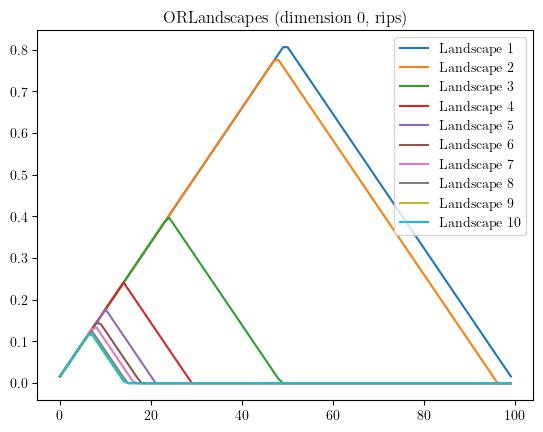 ORLandscapes (dimension 0, rips)
0.8
0.7
0.6
0.5
0.4
0.3
0.2
0.1
0.0
0 20 40 60 80 100
Landscape 1
Landscape 2
Landscape 3
Landscape 4
Landscape 5
Landscape 6
Landscape 7
Landscape 8
Landscape 9
Landscape 10